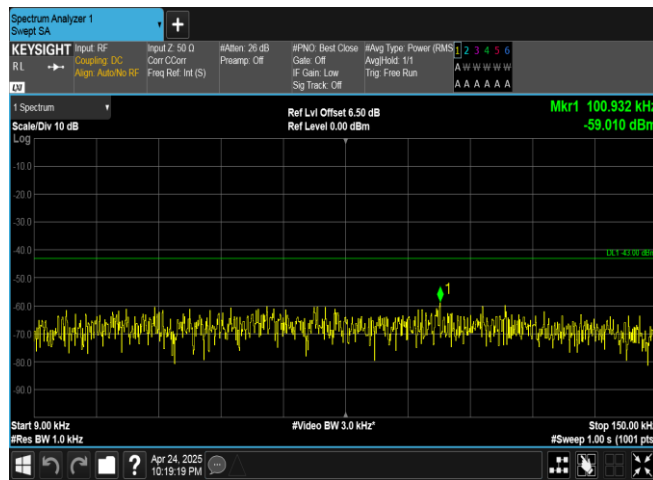 Spectrum Analyzer 1
Swept SA
+
KEYSIGHT
RL
LXI
Input: RF
Coupling: DC
Align: Auto/No RF
Input Z: 50 Ω
Corr CCorr
Freq Ref: Int (S)
#Atten: 26 dB
Preamp: Off
#PNO: Best Close
Gate: Off
IF Gain: Low
Sig Track: Off
#Avg Type: Power (RMS
Avg|Hold: 1/1
Trig: Free Run
1 2 3 4 5 6
A W W W W W
A A A A A A
1 Spectrum
Scale/Div 10 dB
Log
Ref Lvl Offset 6.50 dB
Ref Level 0.00 dBm
Mkr1 100.932 kHz
-59.010 dBm
-10.0
-20.0
-30.0
-40.0
DL1 -43.00 dBm
-50.0
1
-60.0
-70.0
-80.0
-90.0
Start 9.00 kHz
#Res BW 1.0 kHz
#Video BW 3.0 kHz*
Stop 150.00 kHz
#Sweep 1.00 s (1001 pts
?
Apr 24, 2025
10:19:19 PM